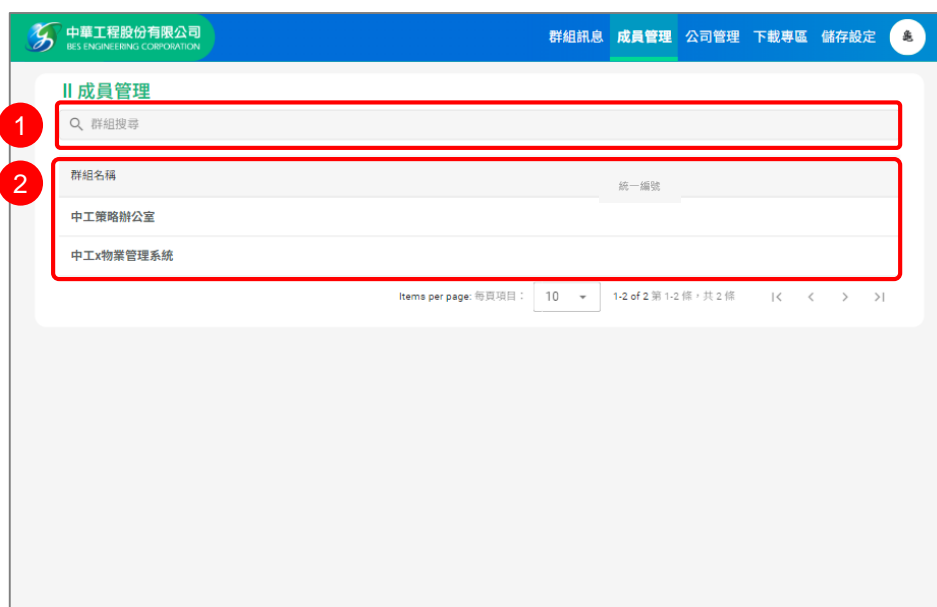 中華工程股份有限公司
BES ENGINEERING CORPORATION
群組訊息 成員管理 公司管理 下載專區 儲存設定
成員管理
1
群組搜尋
2
群組名稱 統一編號
中工策略辦公室
中工x物業管理系統
Items per page: 每頁項目： 10 1-2 of 2 第 1-2 條，共 2 條